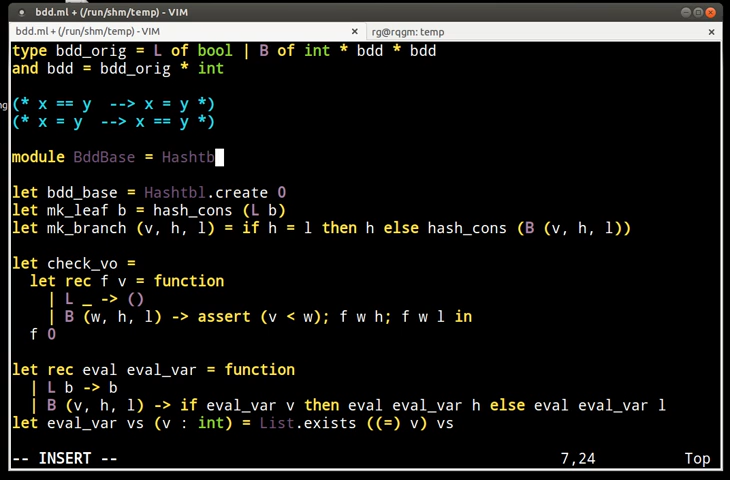 bdd.ml + (/run/shm/temp) - VIM
bdd.ml + (/run/shm/temp) - VIM × rg@rqgm: temp ×
type bdd_orig = L of bool | B of int * bdd * bdd
and bdd = bdd_orig * int
(* x == y  --> x = y *)
(* x = y  --> x == y *)
module BddBase = Hashtb
let bdd_base = Hashtbl.create 0
let mk_leaf b = hash_cons (L b)
let mk_branch (v, h, l) = if h = l then h else hash_cons (B (v, h, l))
let check_vo =
  let rec f v = function
    | L _ -> ()
    | B (w, h, l) -> assert (v < w); f w h; f w l in
  f 0
let rec eval eval_var = function
  | L b -> b
  | B (v, h, l) -> if eval_var v then eval eval_var h else eval eval_var l
let eval_var vs (v : int) = List.exists ((=) v) vs
-- INSERT -- 7,24 Top